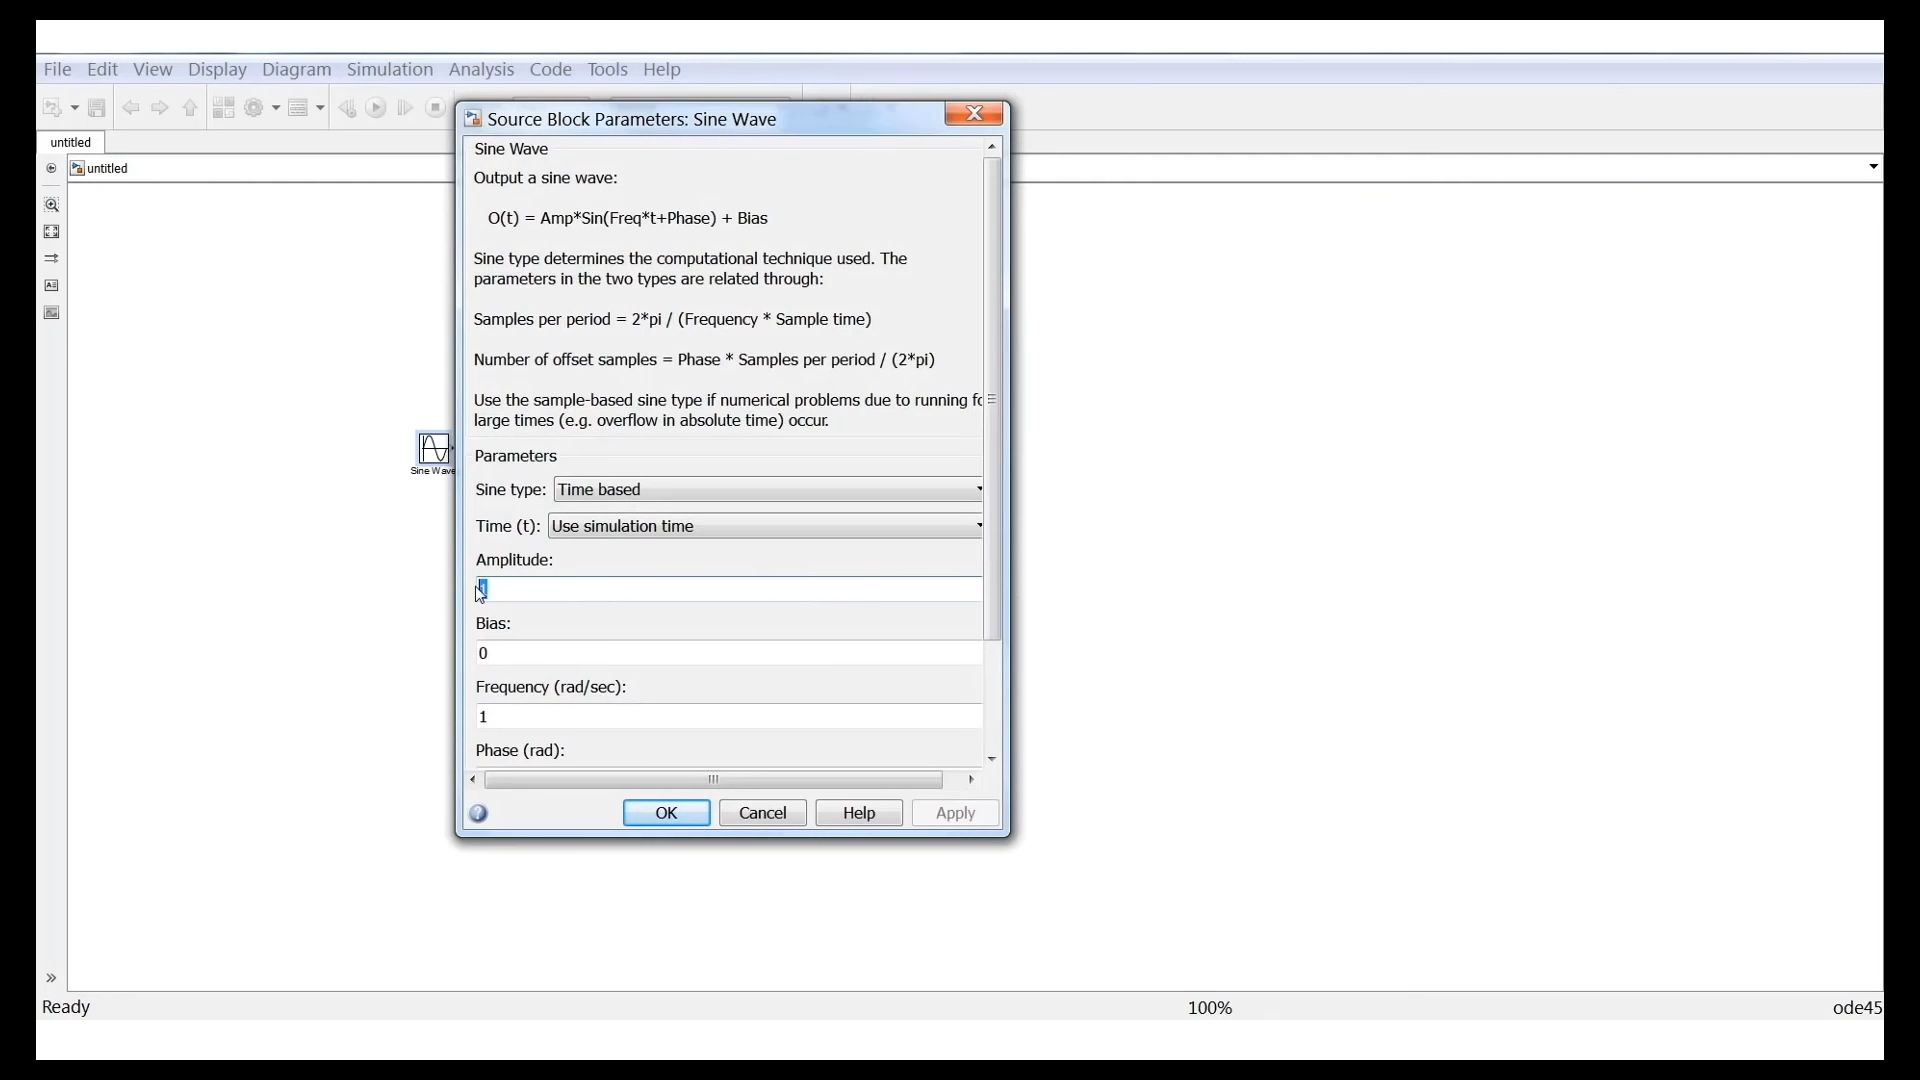 File Edit View Display Diagram Simulation Analysis Code Tools Help
Source Block Parameters: Sine Wave
untitled
untitled
Sine Wave
Output a sine wave:
O(t) = Amp*Sin(Freq*t+Phase) + Bias
Sine type determines the computational technique used. The
parameters in the two types are related through:
Samples per period = 2*pi / (Frequency * Sample time)
Number of offset samples = Phase * Samples per period / (2*pi)
Use the sample-based sine type if numerical problems due to running
large times (e.g. overflow in absolute time) occur.
Sine Wave
Parameters
Sine type: Time based
Time (t): Use simulation time
Amplitude:
Bias:
0
Frequency (rad/sec):
1
Phase (rad):
OK Cancel Help Apply
Ready 100% ode45